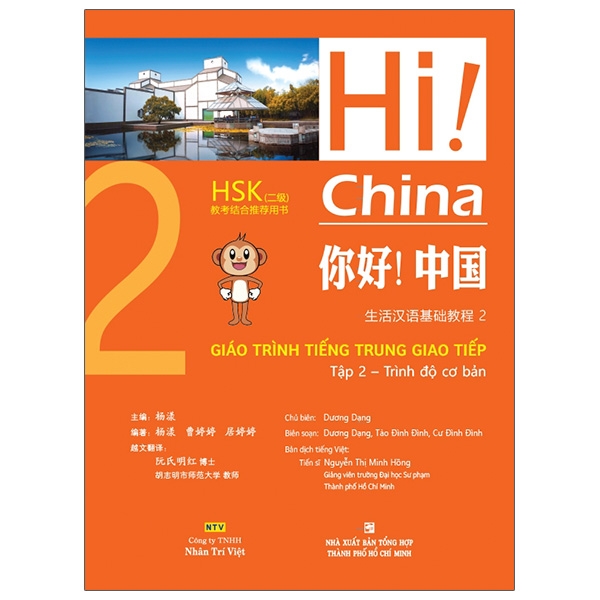 Hi!
China
2
HSK(二级)
教考结合推荐用书
你好! 中国
生活汉语基础教程 2
GIÁO TRÌNH TIẾNG TRUNG GIAO TIẾP
Tập 2 – Trình độ cơ bản
主编: 杨漾
编著: 杨漾 曹婷婷 居婷婷
越文翻译:
阮氏明红 博士
胡志明市师范大学 教师
Chủ biên: Dương Dạng
Biên soạn: Dương Dạng, Tào Đình Đình, Cư Đình Đình
Bản dịch tiếng Việt:
Tiến sĩ Nguyễn Thị Minh Hồng
Giảng viên trường Đại học Sư phạm
Thành phố Hồ Chí Minh
NTV
Công ty TNHH
Nhân Trí Việt
NHÀ XUẤT BẢN TỔNG HỢP
THÀNH PHỐ HỒ CHÍ MINH